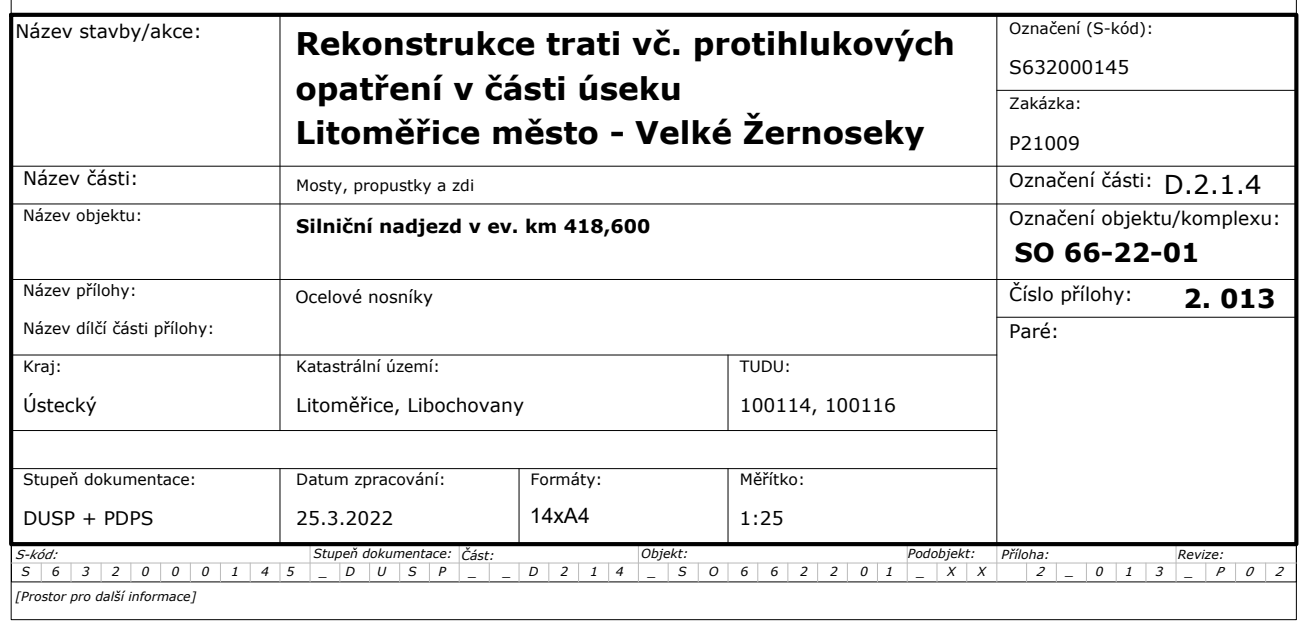 Název stavby/akce:
Rekonstrukce trati vč. protihlukových
opatření v části úseku
Litoměřice město - Velké Žernoseky
Označení (S-kód):
S632000145
Zakázka:
P21009
Název části:
Mosty, propustky a zdi
Označení části: D.2.1.4
Název objektu:
Silniční nadjezd v ev. km 418,600
Označení objektu/komplexu:
SO 66-22-01
Název přílohy:
Ocelové nosníky
Číslo přílohy: 2. 013
Název dílčí části přílohy:
Paré:
Kraj:
Katastrální území:
TUDU:
Ústecký
Litoměřice, Libochovany
100114, 100116
Stupeň dokumentace:
Datum zpracování:
Formáty:
Měřítko:
DUSP + PDPS
25.3.2022
14xA4
1:25
S-kód: Stupeň dokumentace: Část: Objekt: Podobjekt: Příloha: Revize:
S 6 3 2 0 0 0 1 4 5 _ D U S P _ _ D 2 1 4 _ S O 6 6 2 2 0 1 _ X X 2 _ 0 1 3 _ P 0 2
[Prostor pro další informace]